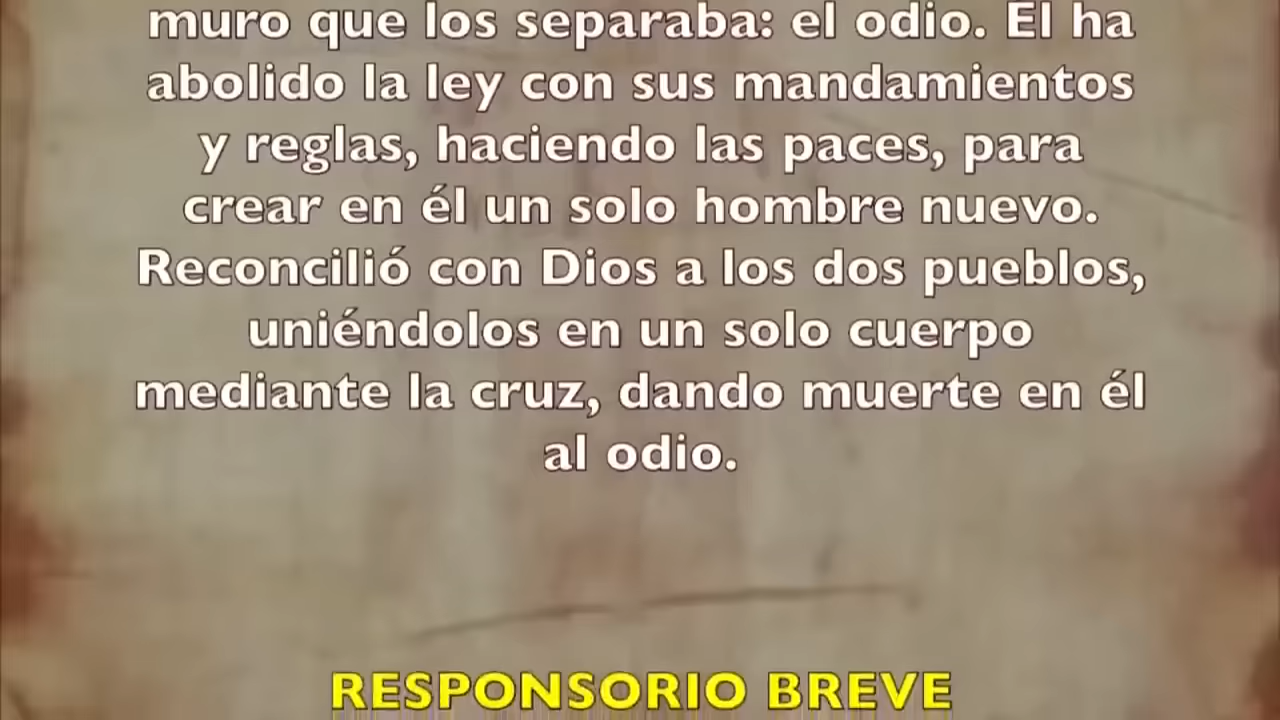 muro que los separaba: el odio. Él ha
abolido la ley con sus mandamientos
y reglas, haciendo las paces, para
crear en él un solo hombre nuevo.
Reconcilió con Dios a los dos pueblos,
uniéndolos en un solo cuerpo
mediante la cruz, dando muerte en él
al odio.
RESPONSORIO BREVE